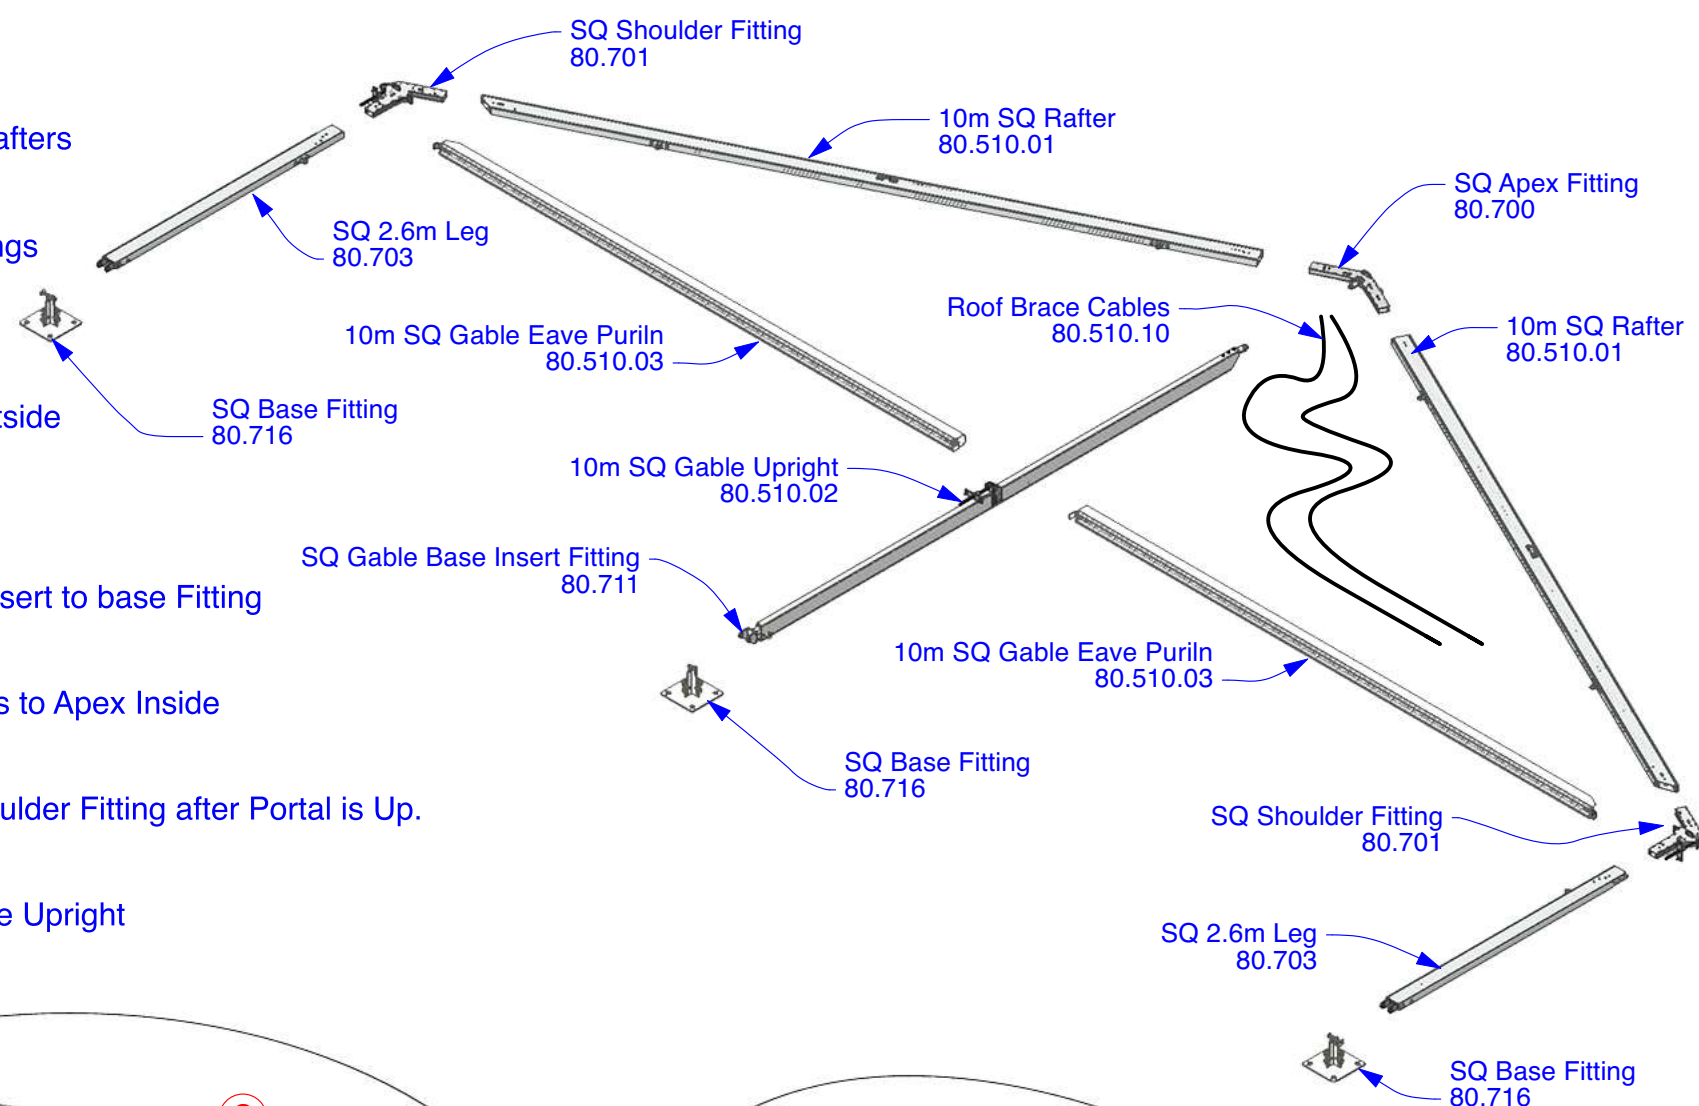 SQ Shoulder Fitting
80.701
10m SQ Rafter
80.510.01
afters
SQ Apex Fitting
80.700
SQ 2.6m Leg
80.703
ngs
Roof Brace Cables
80.510.10
10m SQ Rafter
80.510.01
10m SQ Gable Eave Puriln
80.510.03
SQ Base Fitting
80.716
tside
10m SQ Gable Upright
80.510.02
SQ Gable Base Insert Fitting
80.711
sert to base Fitting
10m SQ Gable Eave Puriln
80.510.03
s to Apex Inside
SQ Base Fitting
80.716
ulder Fitting after Portal is Up.
SQ Shoulder Fitting
80.701
e Upright
SQ 2.6m Leg
80.703
SQ Base Fitting
80.716